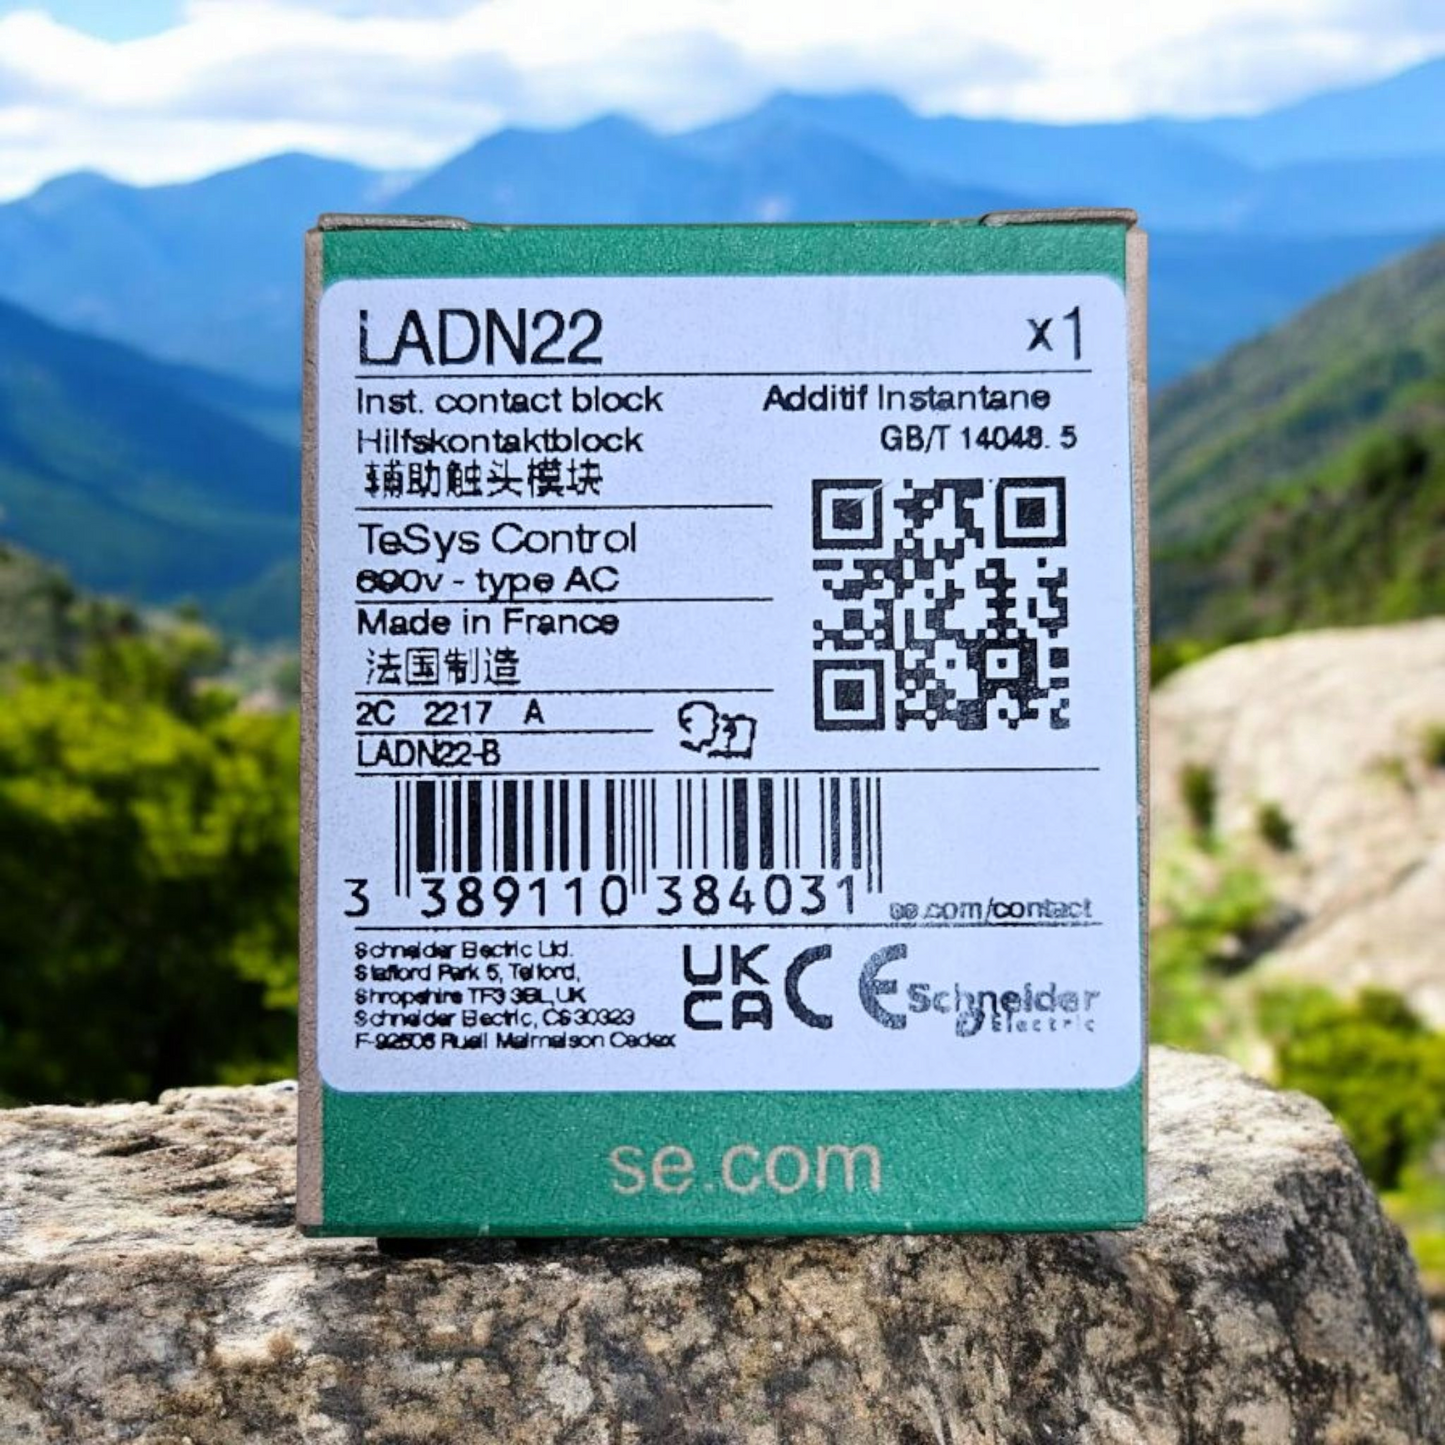 LADN22 x1
Inst. contact block Additif Instantane
Hilfskontaktblock GB/T 14048. 5
辅助触头模块
TeSys Control
690v - type AC
Made in France
法国制造
2C 2217 A
LADN22-B
3 389110 384031 se.com/contact
Schneider Electric Ltd.
Stafford Park 5, Telford,
Shropshire TF3 3BL, UK
Schneider Electric, CS 30323
F-92506 Rueil Malmaison Cedex
UK
CA CE Schneider
Electric
se.com